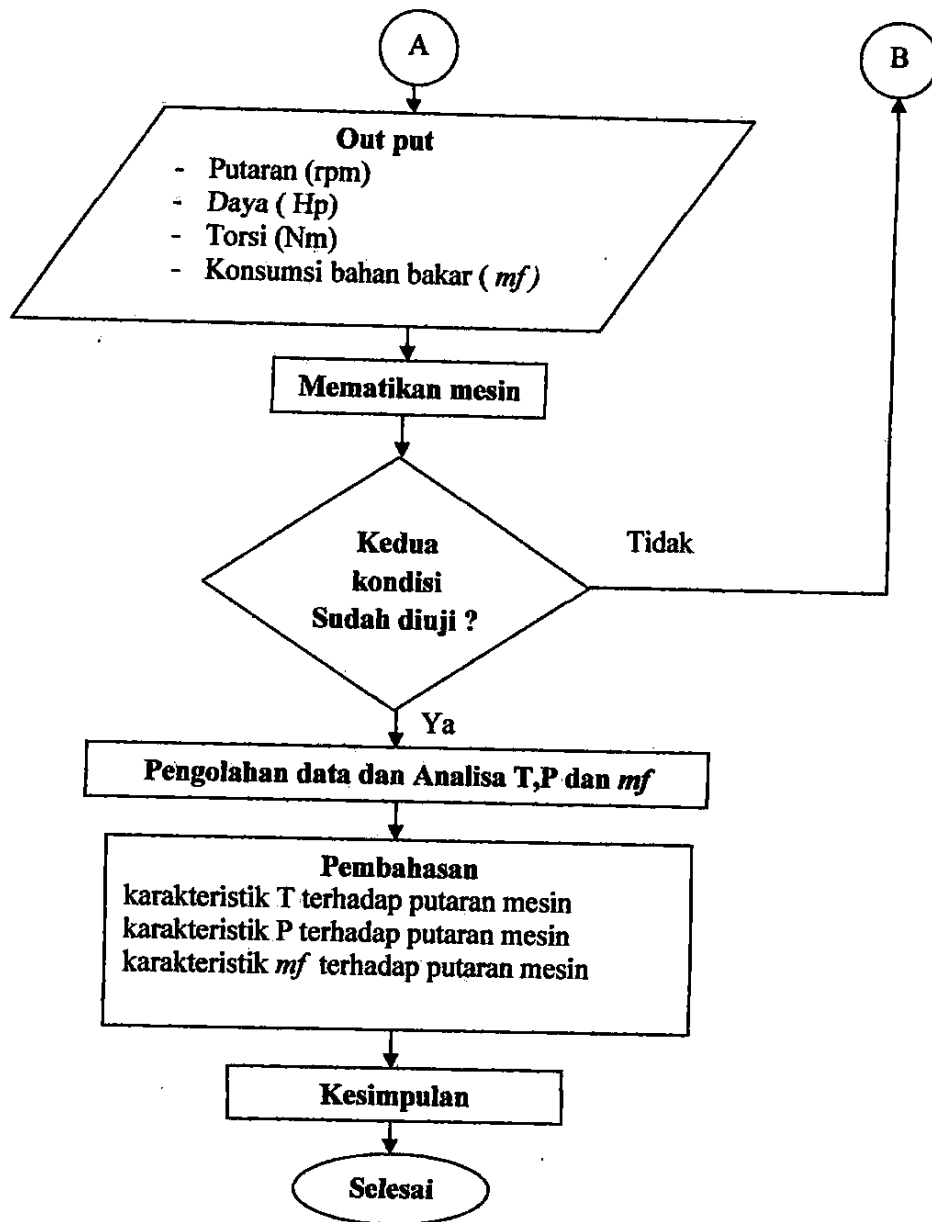 A
B
Out put
- Putaran (rpm)
- Daya ( Hp)
- Torsi (Nm)
- Konsumsi bahan bakar ( mf )
Mematikan mesin
Kedua
kondisi
Sudah diuji ?
Tidak
Ya
Pengolahan data dan Analisa T,P dan mf
Pembahasan
karakteristik T terhadap putaran mesin
karakteristik P terhadap putaran mesin
karakteristik mf terhadap putaran mesin
Kesimpulan
Selesai